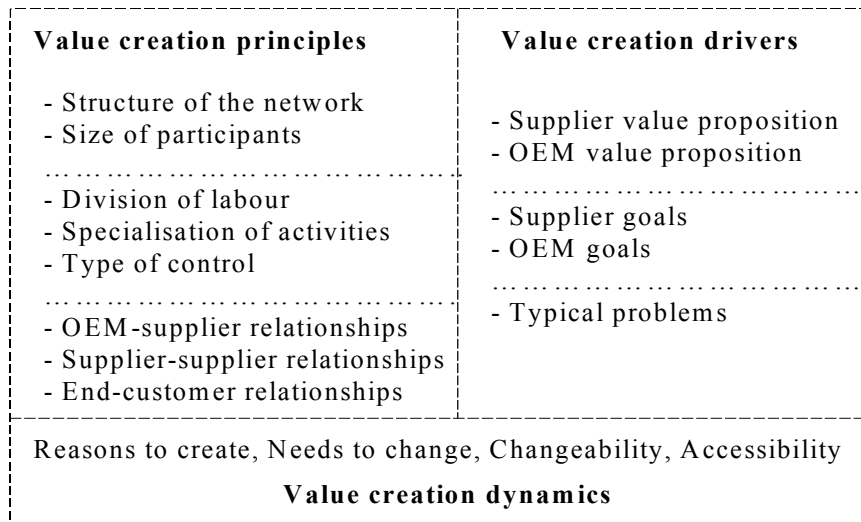 Value creation principles
- Structure of the network
- Size of participants
… … … … … … … … … … … … … ..
- Division of labour
- Specialisation of activities
- Type of control
… … … … … … … … … … … … … .
- OEM-supplier relationships
- Supplier-supplier relationships
- End-customer relationships
Value creation drivers
- Supplier value proposition
- OEM value proposition
… … … … … … … … … … … …
- Supplier goals
- OEM goals
… … … … … … … … … … … …
- Typical problems
Reasons to create, Needs to change, Changeability, Accessibility
Value creation dynamics